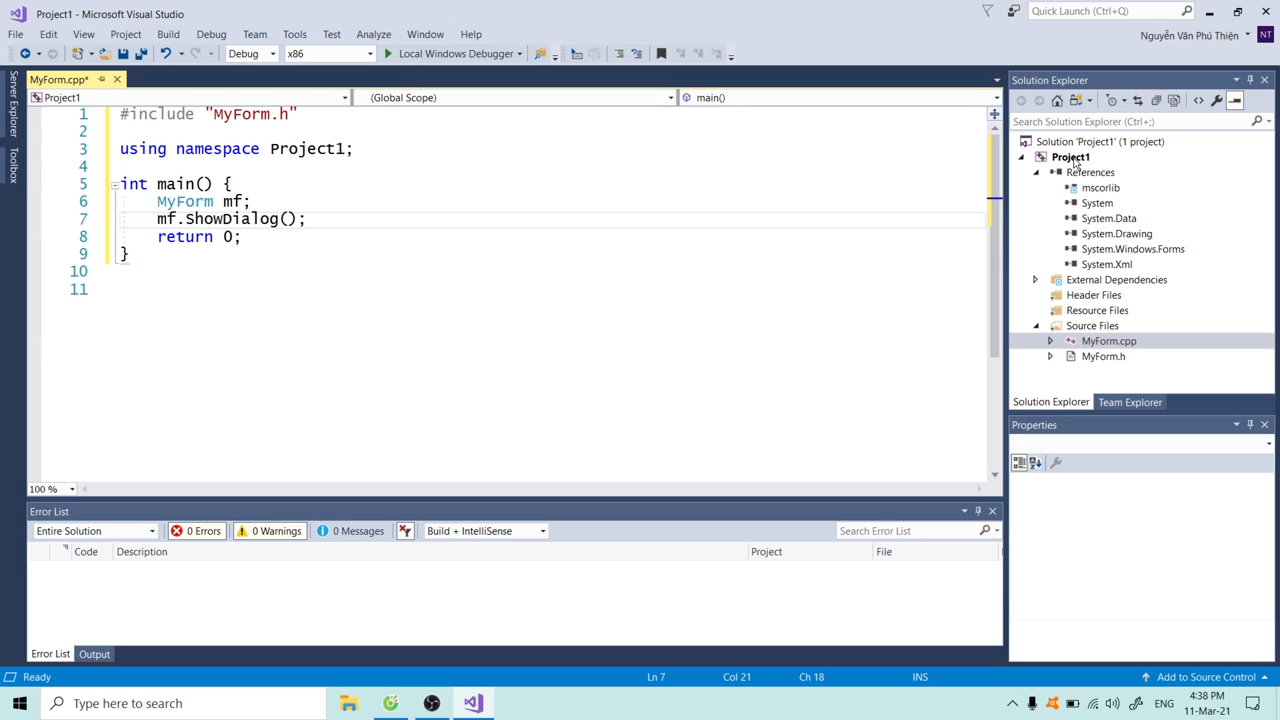 Project1 - Microsoft Visual Studio
Quick Launch (Ctrl+Q)
File Edit View Project Build Debug Team Tools Test Analyze Window Help
Nguyễn Văn Phú Thiện NT
Debug x86 Local Windows Debugger
Server Explorer
Toolbox
MyForm.cpp*
Project1 (Global Scope) main()
1 #include "MyForm.h"
2
3 using namespace Project1;
4
5 int main() {
6 MyForm mf;
7 mf.ShowDialog();
8 return 0;
9 }
10
11
100 %
Solution Explorer
Search Solution Explorer (Ctrl+;)
Solution 'Project1' (1 project)
Project1
References
mscorlib
System
System.Data
System.Drawing
System.Windows.Forms
System.Xml
External Dependencies
Header Files
Resource Files
Source Files
MyForm.cpp
MyForm.h
Solution Explorer Team Explorer
Properties
Error List
Entire Solution 0 Errors 0 Warnings 0 Messages Build + IntelliSense Search Error List
Code Description Project File
Error List Output
Ready Ln 7 Col 21 Ch 18 INS Add to Source Control
Type here to search
ENG
4:38 PM
11-Mar-21